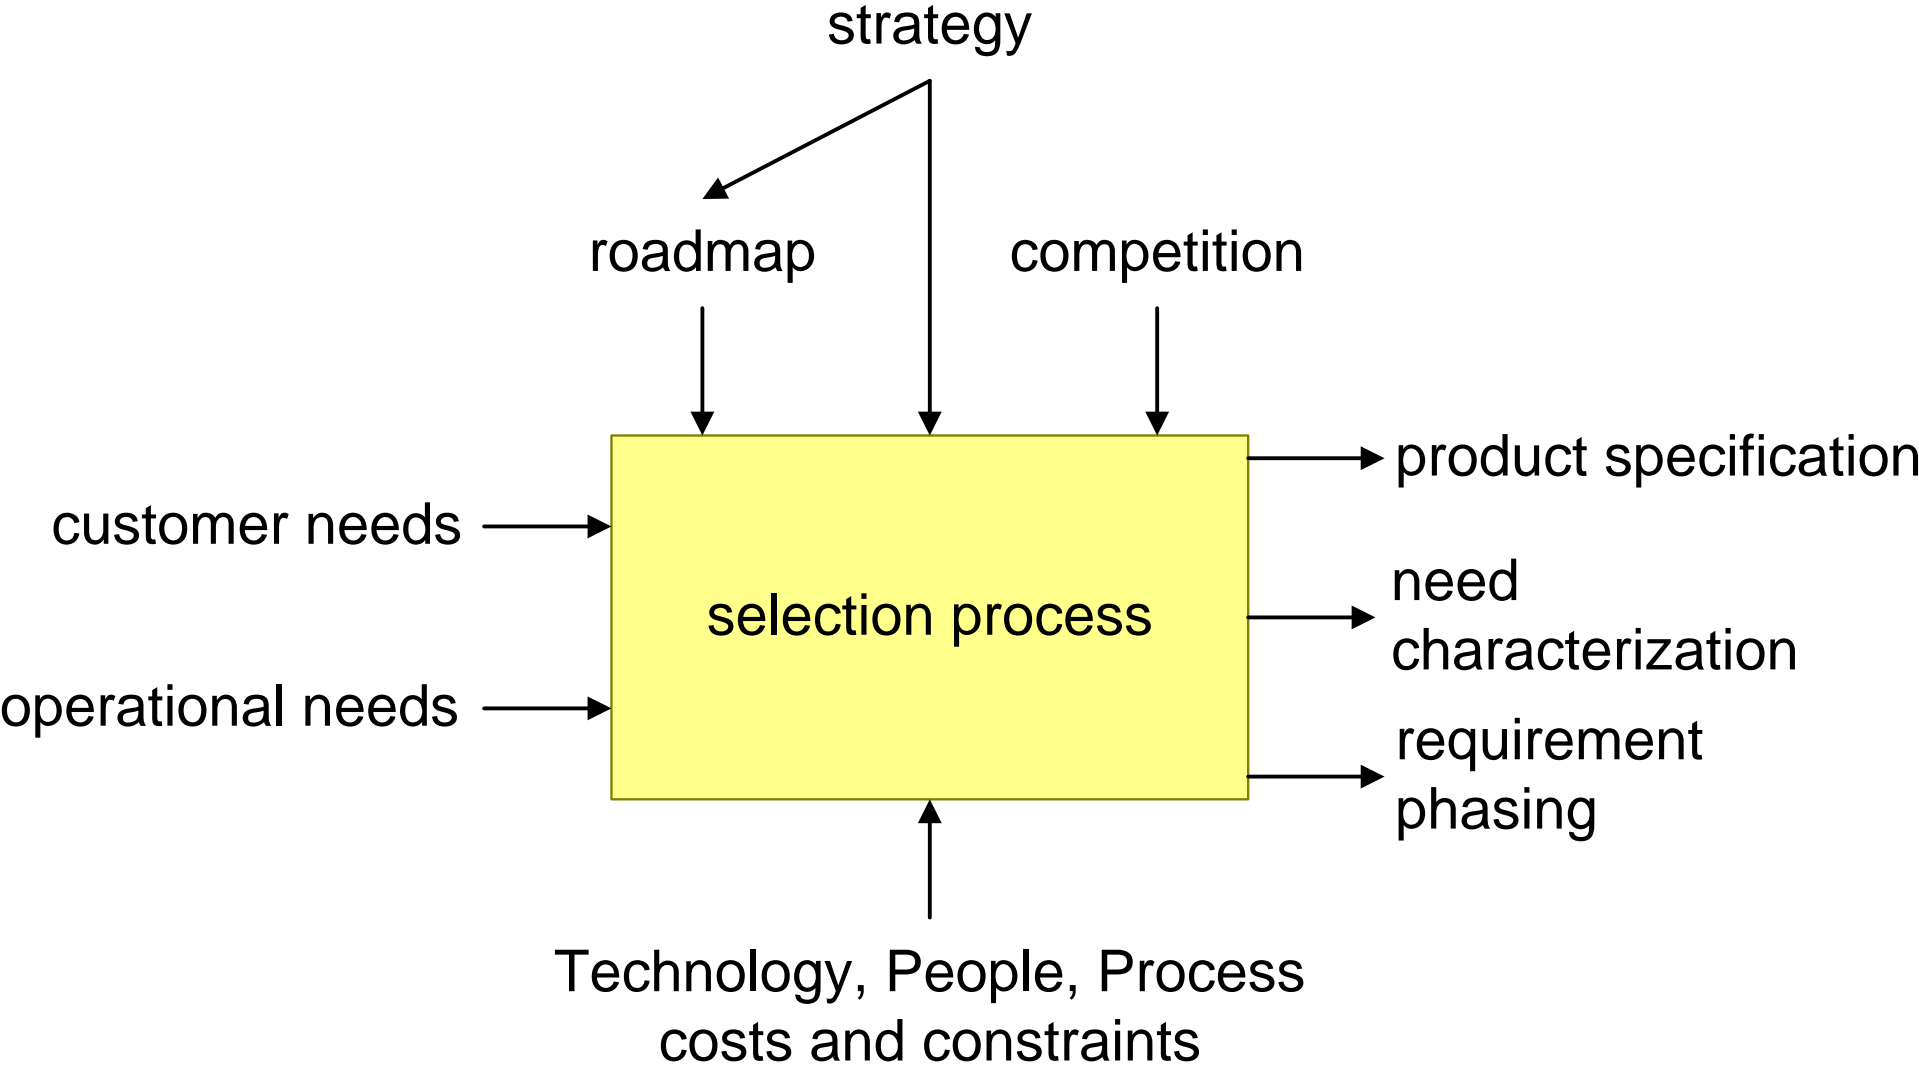 strategy
roadmap
competition
product specification
customer needs
need
characterization
selection process
operational needs
requirement
phasing
Technology, People, Process
costs and constraints